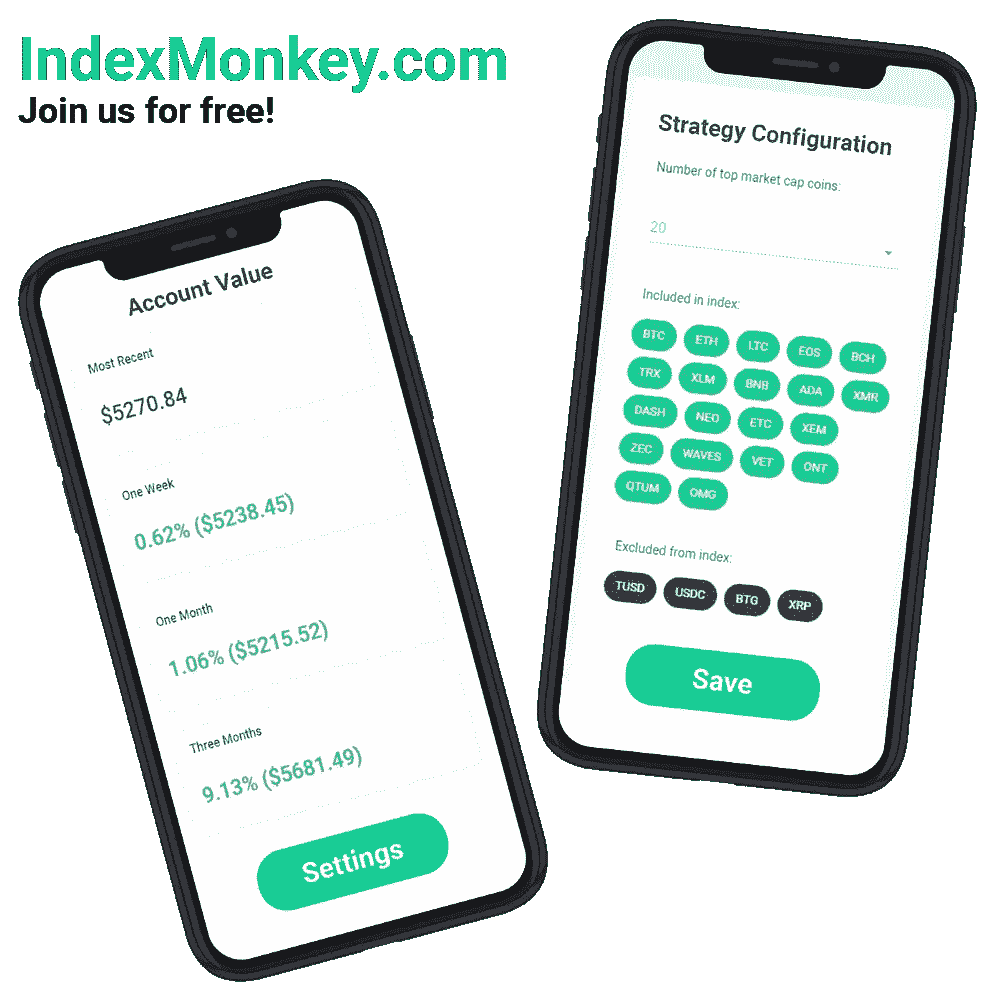 IndexMonkey.com
Join us for free!
Account Value
Most Recent
$5270.84
One Week
0.62% ($5238.45)
One Month
1.06% ($5215.52)
Three Months
9.13% ($5681.49)
Settings
Strategy Configuration
Number of top market cap coins:
20
Included in index:
BTC ETH LTC EOS BCH
TRX XLM BNB ADA XMR
DASH NEO ETC XEM
ZEC WAVES VET ONT
QTUM OMG
Excluded from index:
TUSD USDC BTG XRP
Save